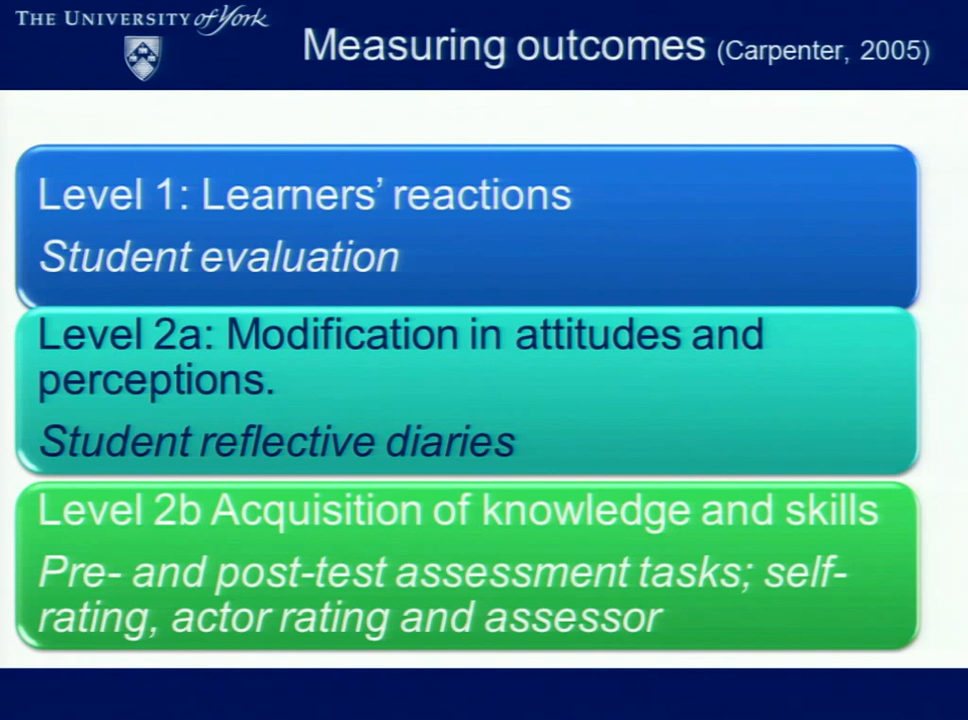 THE UNIVERSITY of York
Measuring outcomes (Carpenter, 2005)
Level 1: Learners’ reactions
Student evaluation
Level 2a: Modification in attitudes and
perceptions.
Student reflective diaries
Level 2b Acquisition of knowledge and skills
Pre- and post-test assessment tasks; self-
rating, actor rating and assessor